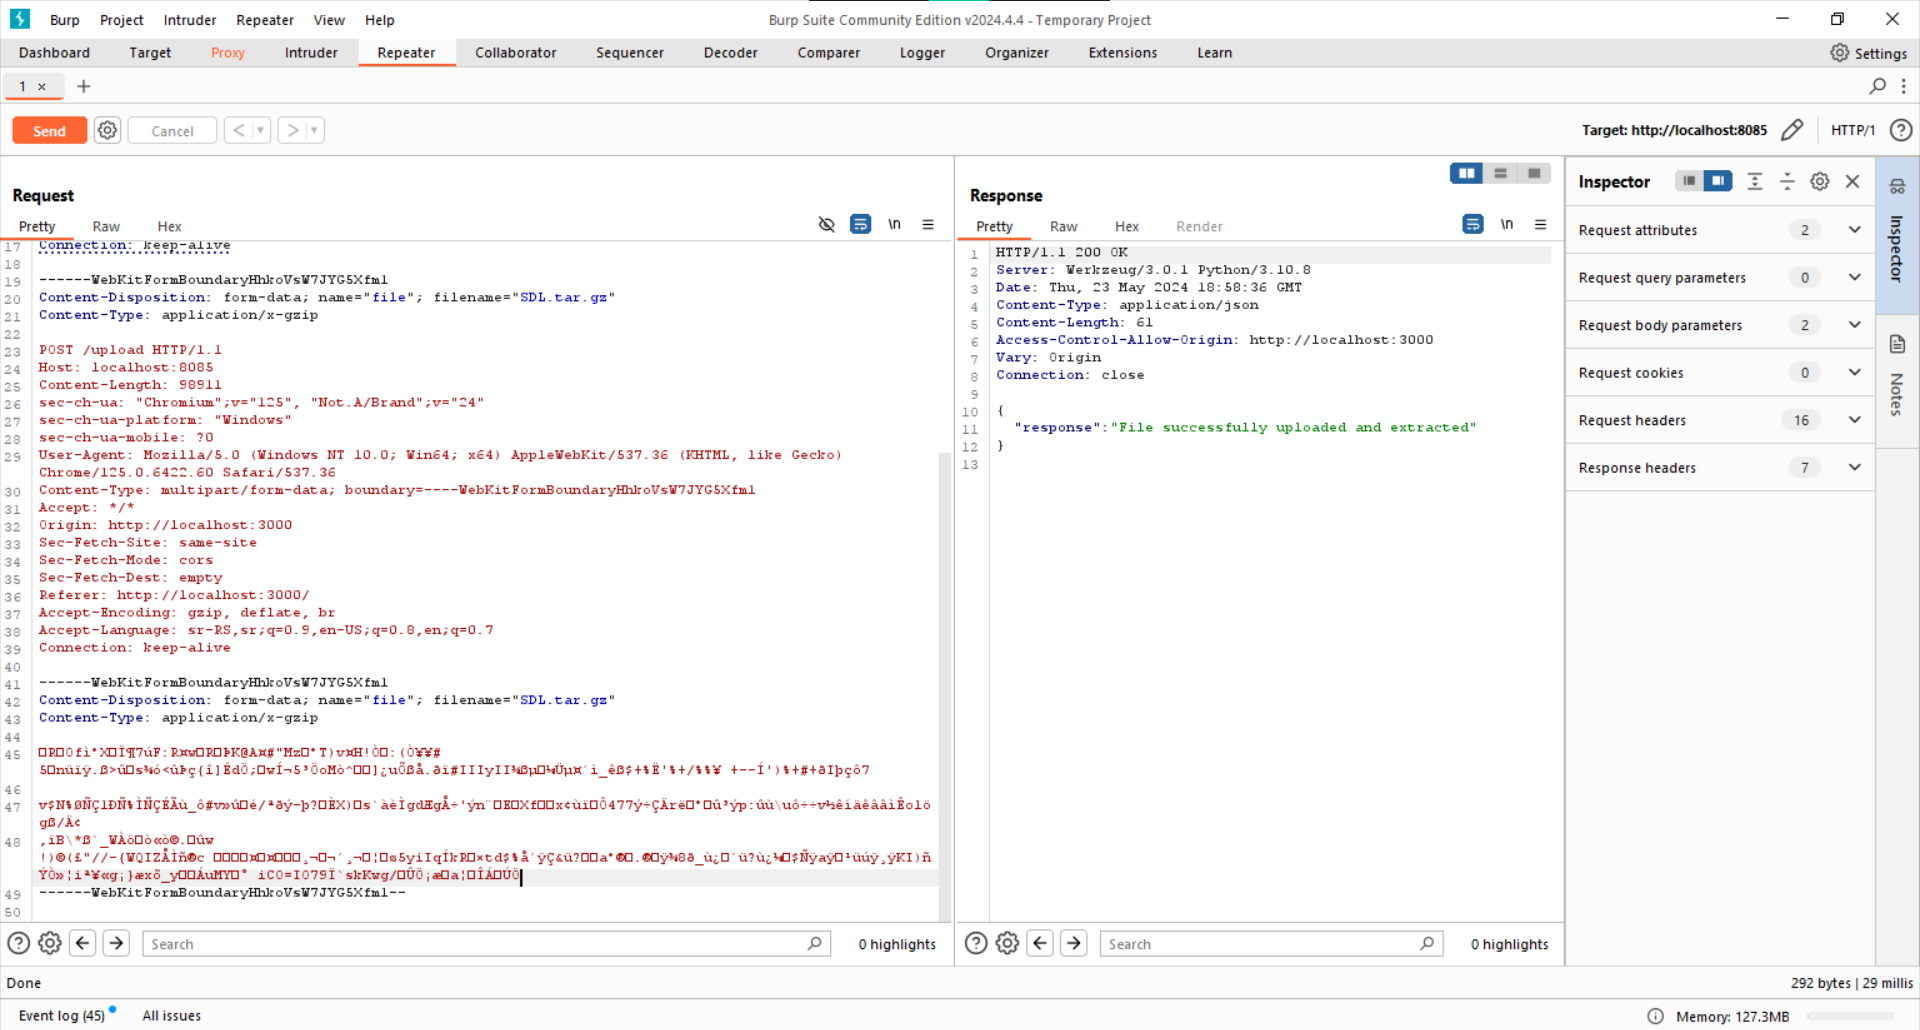 Burp Project Intruder Repeater View Help
Burp Suite Community Edition v2024.4.4 - Temporary Project
Dashboard Target Proxy Intruder Repeater Collaborator Sequencer Decoder Comparer Logger Organizer Extensions Learn
Settings
1 ×
Send Cancel < >
Target: http://localhost:8085 HTTP/1
Request
Pretty Raw Hex
\n
17 Connection: keep-alive
18
19 ------WebKitFormBoundaryHhkoVsW7JYG5Xfml
20 Content-Disposition: form-data; name="file"; filename="SDL.tar.gz"
21 Content-Type: application/x-gzip
22
23 POST /upload HTTP/1.1
24 Host: localhost:8085
25 Content-Length: 98911
26 sec-ch-ua: "Chromium";v="125", "Not.A/Brand";v="24"
27 sec-ch-ua-platform: "Windows"
28 sec-ch-ua-mobile: ?0
29 User-Agent: Mozilla/5.0 (Windows NT 10.0; Win64; x64) AppleWebKit/537.36 (KHTML, like Gecko)
Chrome/125.0.6422.60 Safari/537.36
30 Content-Type: multipart/form-data; boundary=----WebKitFormBoundaryHhkoVsW7JYG5Xfml
31 Accept: */*
32 Origin: http://localhost:3000
33 Sec-Fetch-Site: same-site
34 Sec-Fetch-Mode: cors
35 Sec-Fetch-Dest: empty
36 Referer: http://localhost:3000/
37 Accept-Encoding: gzip, deflate, br
38 Accept-Language: sr-RS,sr;q=0.9,en-US;q=0.8,en;q=0.7
39 Connection: keep-alive
40
41 ------WebKitFormBoundaryHhkoVsW7JYG5Xfml
42 Content-Disposition: form-data; name="file"; filename="SDL.tar.gz"
43 Content-Type: application/x-gzip
44
45
46
47
48
49 ------WebKitFormBoundaryHhkoVsW7JYG5Xfml--
50
Search
0 highlights
Response
Pretty Raw Hex Render
\n
1 HTTP/1.1 200 OK
2 Server: Werkzeug/3.0.1 Python/3.10.8
3 Date: Thu, 23 May 2024 18:58:36 GMT
4 Content-Type: application/json
5 Content-Length: 61
6 Access-Control-Allow-Origin: http://localhost:3000
7 Vary: Origin
8 Connection: close
9
10 {
11 "response":"File successfully uploaded and extracted"
12 }
13
Search
0 highlights
Inspector
Request attributes 2
Request query parameters 0
Request body parameters 2
Request cookies 0
Request headers 16
Response headers 7
Inspector
Notes
Done
292 bytes | 29 millis
Event log (45) All issues
Memory: 127.3MB